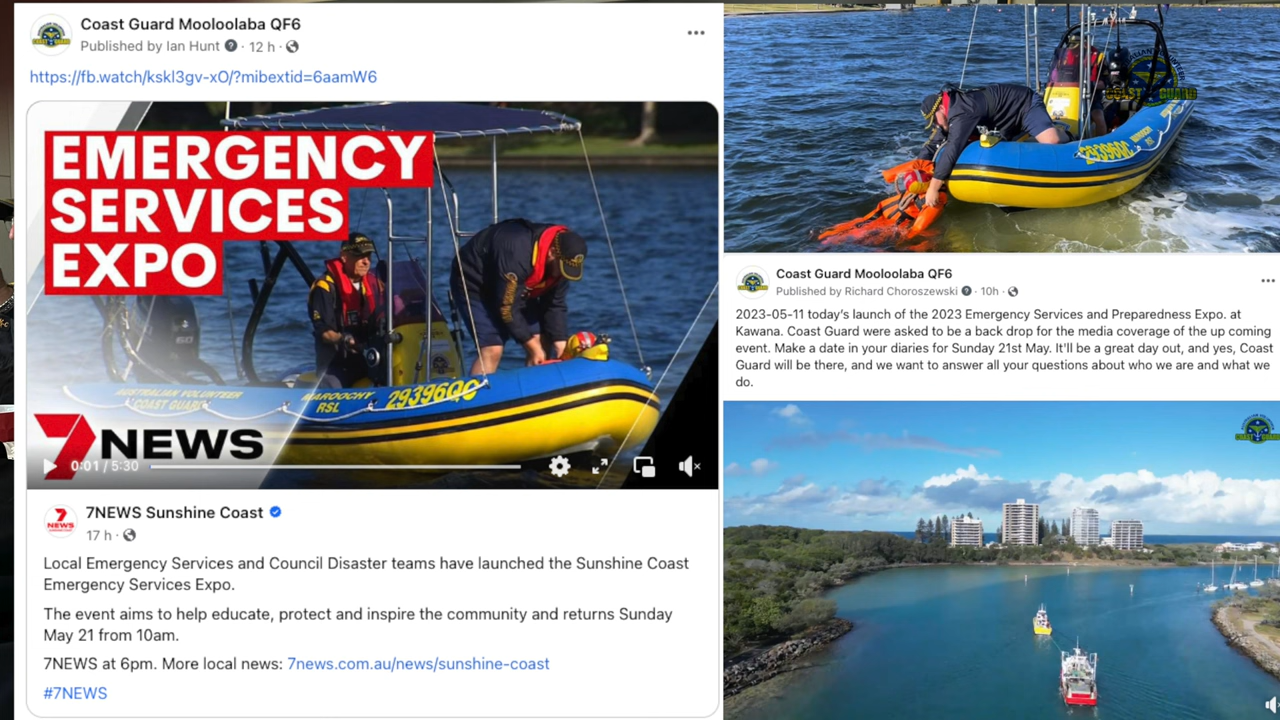 Coast Guard Mooloolaba QF6
Published by Ian Hunt · 12 h ·
https://fb.watch/kskl3gv-xO/?mibextid=6aamW6
EMERGENCY
SERVICES
EXPO
60
AUSTRALIAN VOLUNTEER
COAST GUARD
MAROOCHY
RSL
293960C
7NEWS
0:01 / 5:30
7NEWS Sunshine Coast
17 h ·
Local Emergency Services and Council Disaster teams have launched the Sunshine Coast
Emergency Services Expo.
The event aims to help educate, protect and inspire the community and returns Sunday
May 21 from 10am.
7NEWS at 6pm. More local news: 7news.com.au/news/sunshine-coast
#7NEWS
COAST GUARD
293960C
Coast Guard Mooloolaba QF6
Published by Richard Choroszewski · 10h ·
2023-05-11 today's launch of the 2023 Emergency Services and Preparedness Expo. at
Kawana. Coast Guard were asked to be a back drop for the media coverage of the up coming
event. Make a date in your diaries for Sunday 21st May. It'll be a great day out, and yes, Coast
Guard will be there, and we want to answer all your questions about who we are and what we
do.
COAST GUARD